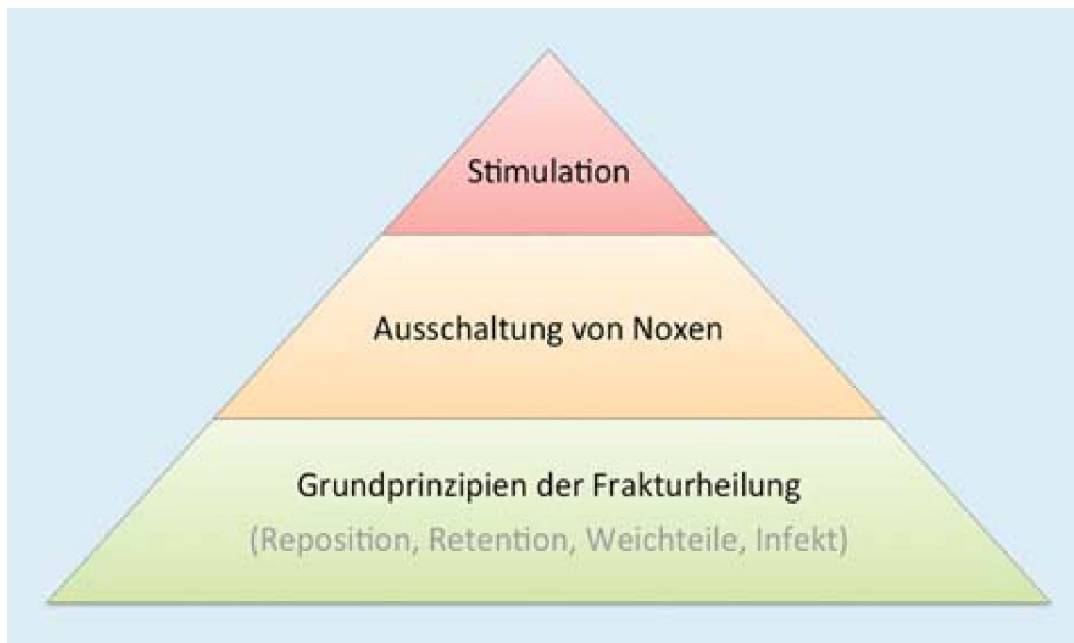 Stimulation
Ausschaltung von Noxen
Grundprinzipien der Frakturheilung
(Reposition, Retention, Weichteile, Infekt)